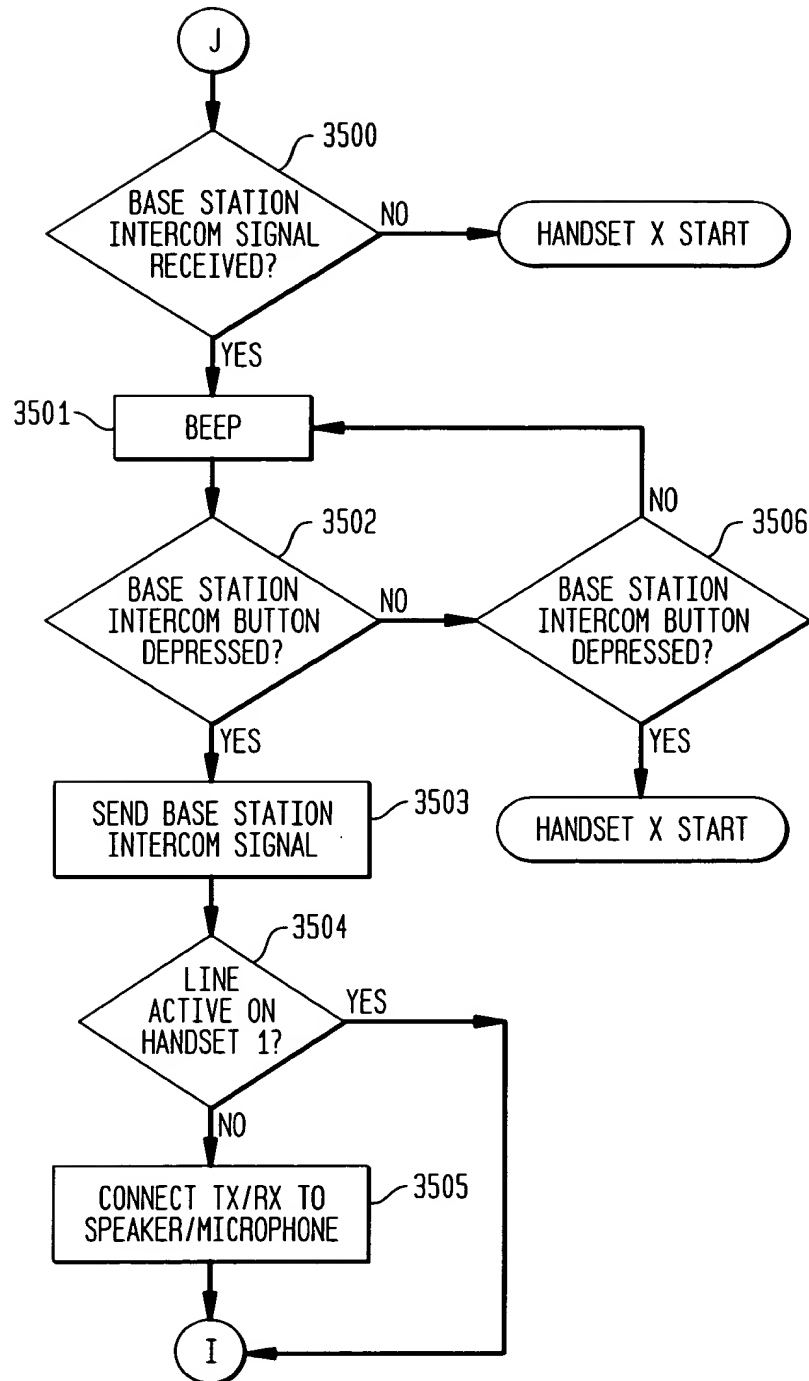 J
3500
BASE STATION
INTERCOM SIGNAL
RECEIVED?
NO
HANDSET X START
YES
3501
BEEP
NO
3502
3506
BASE STATION
INTERCOM BUTTON
DEPRESSED?
NO
BASE STATION
INTERCOM BUTTON
DEPRESSED?
YES
YES
SEND BASE STATION
INTERCOM SIGNAL
3503
HANDSET X START
3504
LINE
ACTIVE ON
HANDSET 1?
YES
NO
CONNECT TX/RX TO
SPEAKER/MICROPHONE
3505
I